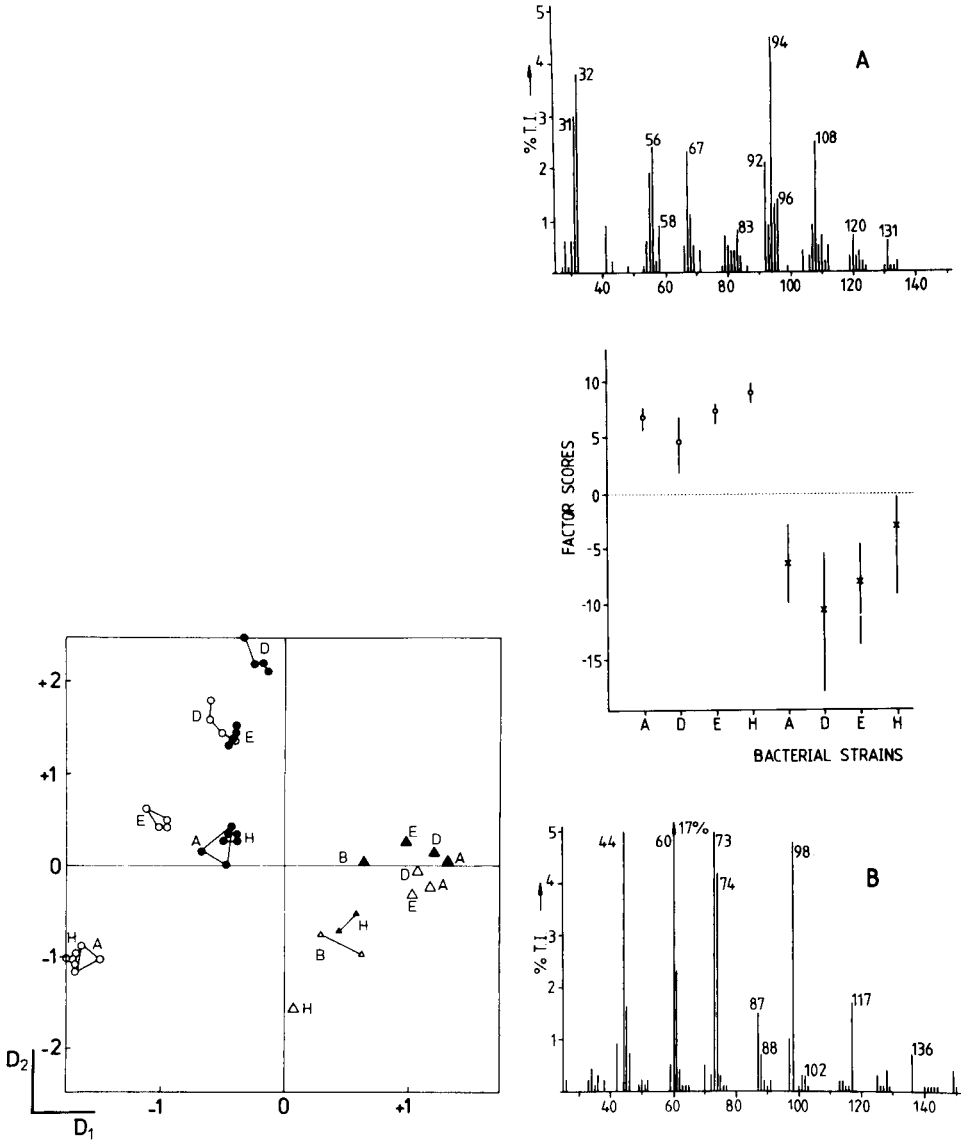 A
% T.I.
5
4
3
2
1
31
32
56
58
67
83
92
94
96
108
120
131
40 60 80 100 120 140
FACTOR SCORES
10
5
0
-5
-10
-15
A D E H A D E H
BACTERIAL STRAINS
D₂
D₁
+2
+1
0
-1
-2
-1 0 +1
D
D
E
E
A
H
H
A
B
E
D
A
D
A
E
H
B
H
B
% T.I.
5
4
3
2
1
44
60
17%
73
74
87
88
98
102
117
136
40 60 80 100 120 140